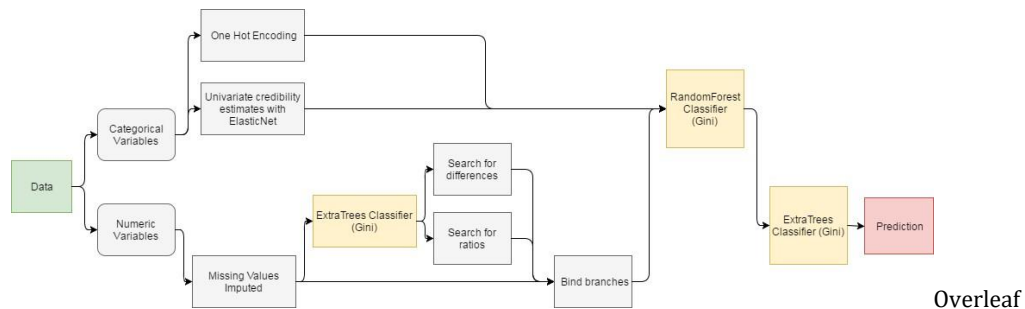 Data
Categorical
Variables
Numeric
Variables
One Hot Encoding
Univariate credibility
estimates with
ElasticNet
Missing Values
Imputed
ExtraTrees Classifier
(Gini)
Search for
differences
Search for
ratios
Bind branches
RandomForest
Classifier
(Gini)
ExtraTrees
Classifier (Gini)
Prediction
Overleaf